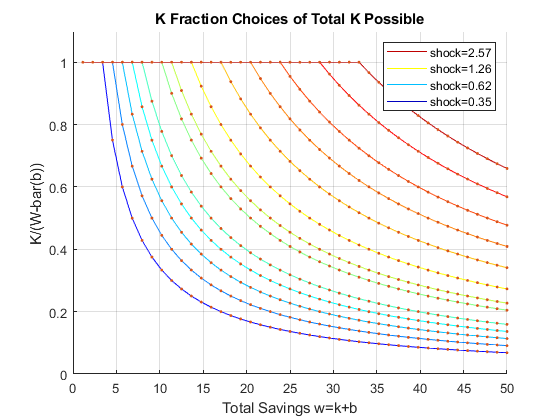 K Fraction Choices of Total K Possible
shock=2.57
shock=1.26
shock=0.62
shock=0.35
K/(W-bar(b))
1
0.8
0.6
0.4
0.2
0
0 5 10 15 20 25 30 35 40 45 50
Total Savings w=k+b